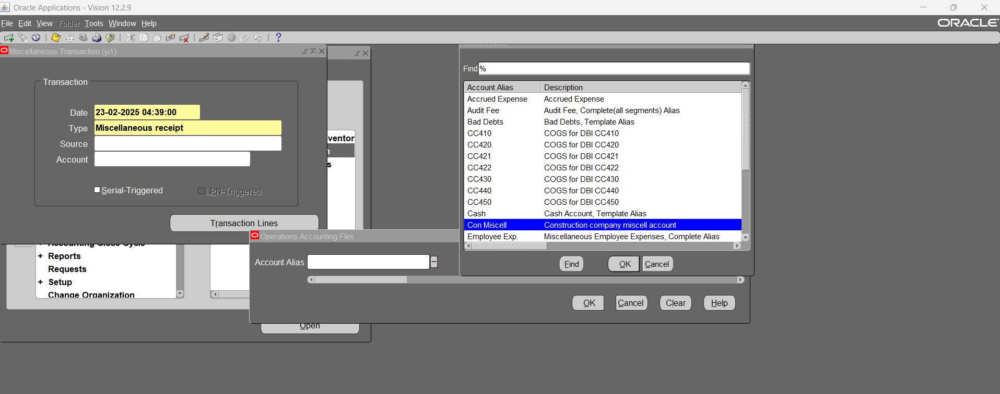 Oracle Applications - Vision 12.2.9
File Edit View Folder Tools Window Help
ORACLE
Miscellaneous Transaction (yi1)
Transaction
Date 23-02-2025 04:39:00
Type Miscellaneous receipt
Source
Account
Serial-Triggered
LPN-Triggered
Transaction Lines
ventor
s
Reports
Requests
Setup
Change Organization
Open
Operations Accounting Flex
Account Alias
OK Cancel Clear Help
Find %
Account Alias Description
Accrued Expense Accrued Expense
Audit Fee Audit Fee, Complete(all segments) Alias
Bad Debts Bad Debts, Template Alias
CC410 COGS for DBI CC410
CC420 COGS for DBI CC420
CC421 COGS for DBI CC421
CC422 COGS for DBI CC422
CC430 COGS for DBI CC430
CC440 COGS for DBI CC440
CC450 COGS for DBI CC450
Cash Cash Account, Template Alias
Con Miscell Construction company miscell account
Employee Exp. Miscellaneous Employee Expenses, Complete Alias
Find OK Cancel